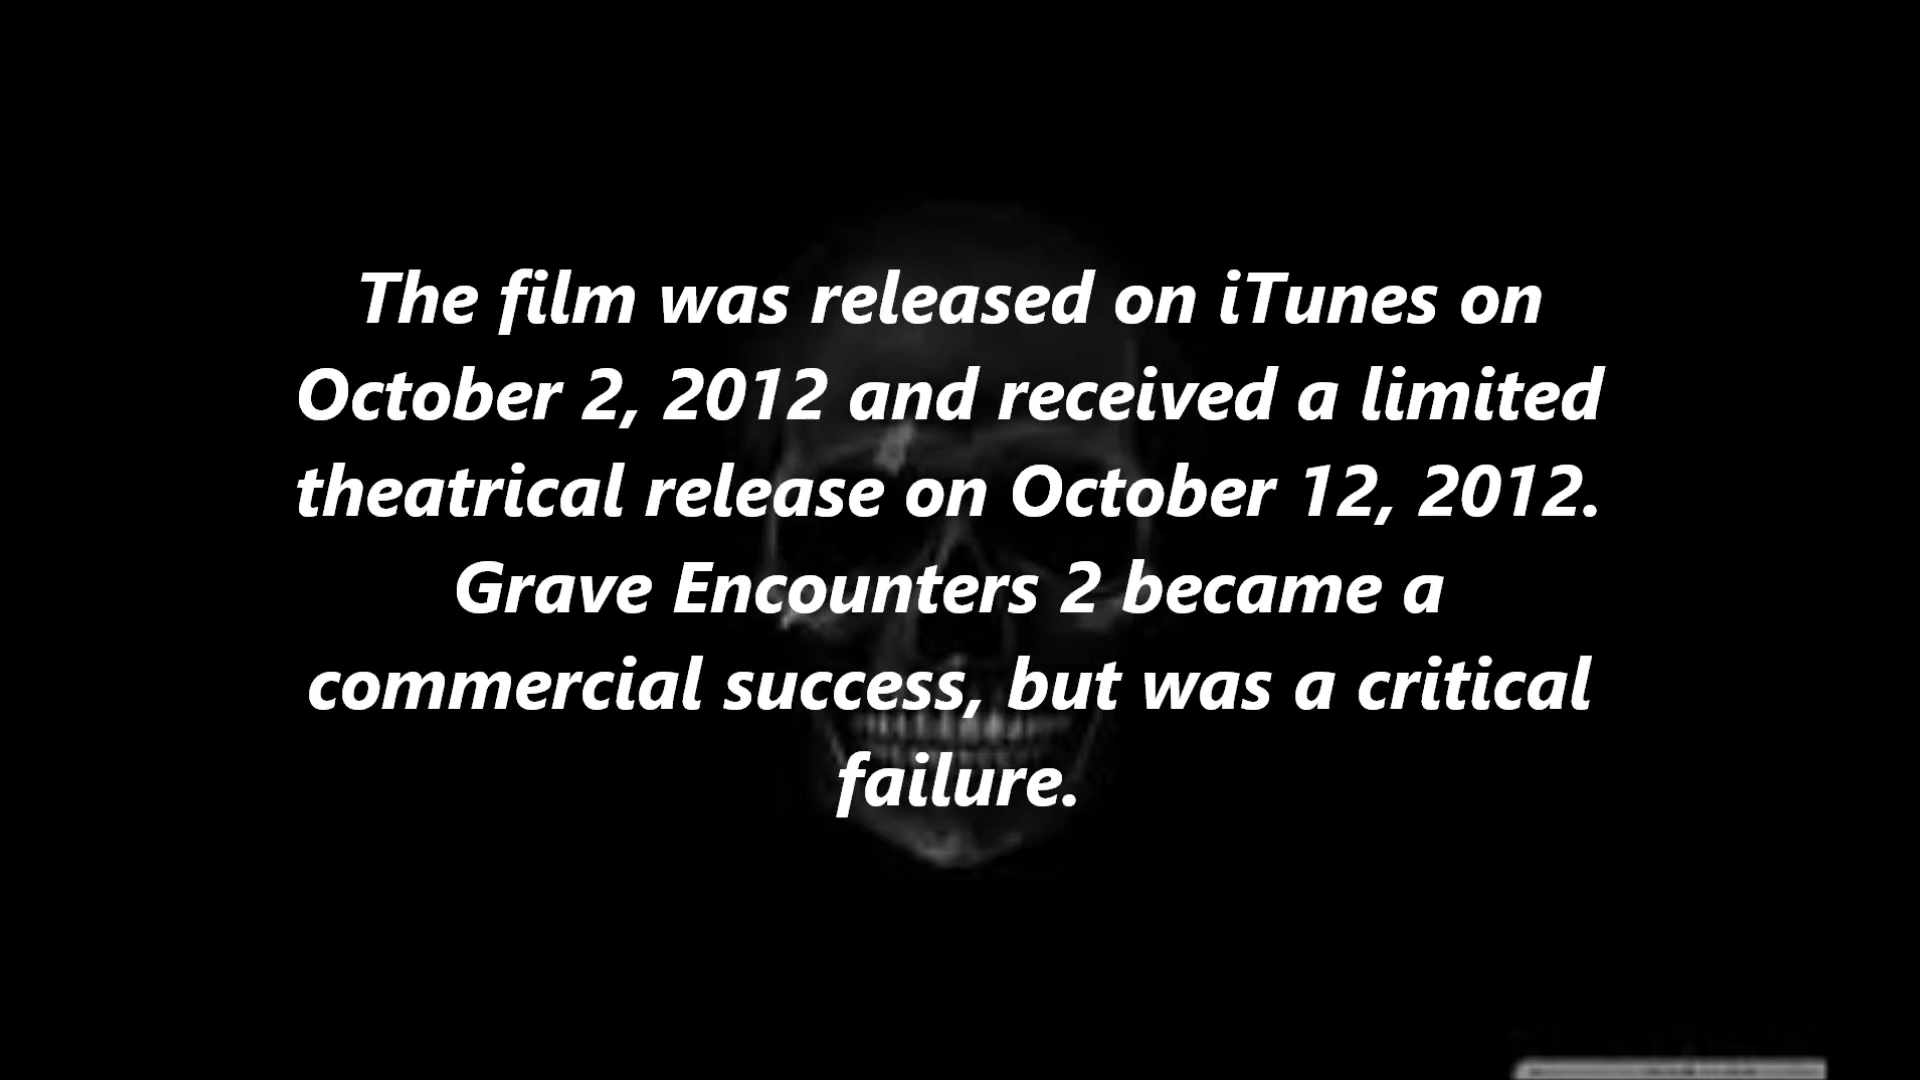 The film was released on iTunes on
October 2, 2012 and received a limited
theatrical release on October 12, 2012.
Grave Encounters 2 became a
commercial success, but was a critical
failure.